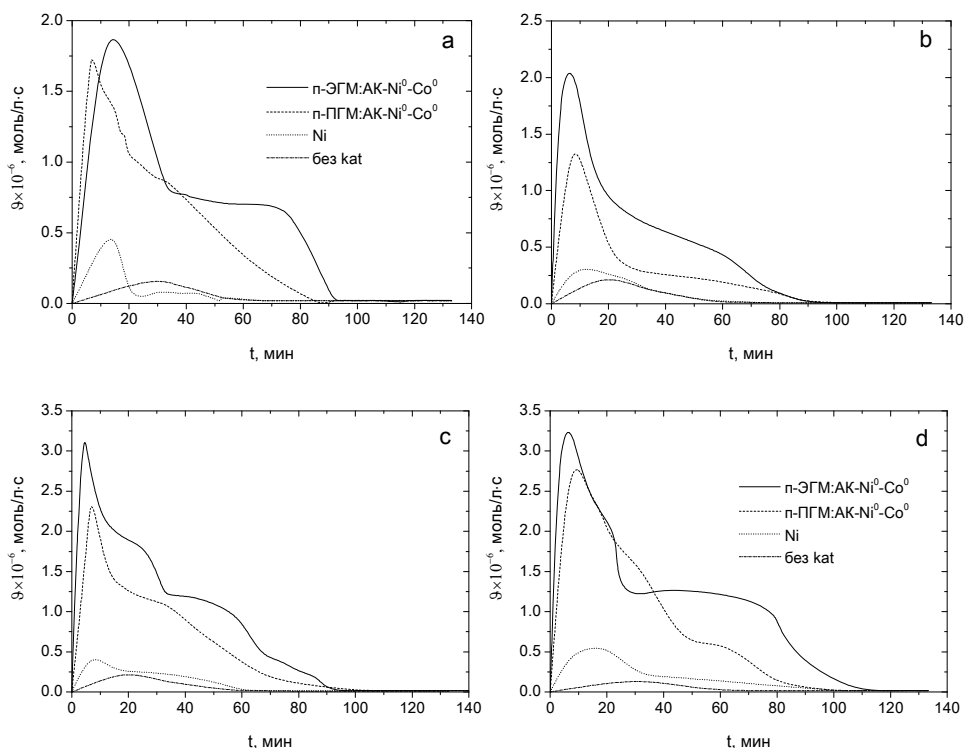 a
ϑ×10⁻⁶, моль/л·с
2.0
1.5
1.0
0.5
0.0
п-ЭГМ:АК-Ni⁰-Co⁰
п-ПГМ:АК-Ni⁰-Co⁰
Ni
без kat
0 20 40 60 80 100 120 140
t, мин
b
ϑ×10⁻⁶, моль/л·с
2.5
2.0
1.5
1.0
0.5
0.0
0 20 40 60 80 100 120 140
t, мин
c
ϑ×10⁻⁶, моль/л·с
3.5
3.0
2.5
2.0
1.5
1.0
0.5
0.0
0 20 40 60 80 100 120 140
t, мин
d
ϑ×10⁻⁶, моль/л·с
3.5
3.0
2.5
2.0
1.5
1.0
0.5
0.0
п-ЭГМ:АК-Ni⁰-Co⁰
п-ПГМ:АК-Ni⁰-Co⁰
Ni
без kat
0 20 40 60 80 100 120 140
t, мин